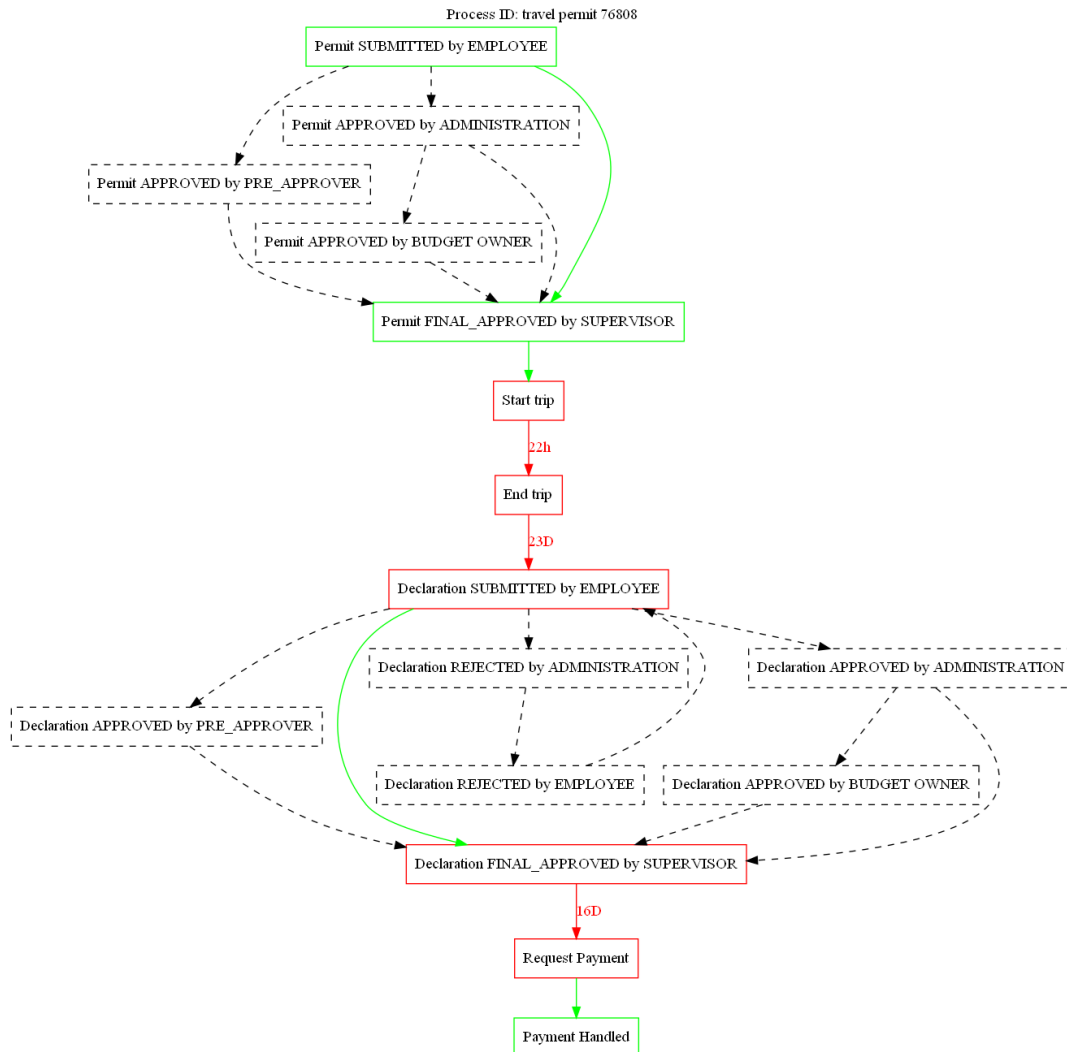 Process ID: travel permit 76808
Permit SUBMITTED by EMPLOYEE
Permit APPROVED by ADMINISTRATION
Permit APPROVED by PRE_APPROVER
Permit APPROVED by BUDGET OWNER
Permit FINAL_APPROVED by SUPERVISOR
Start trip
22h
End trip
23D
Declaration SUBMITTED by EMPLOYEE
Declaration REJECTED by ADMINISTRATION
Declaration APPROVED by ADMINISTRATION
Declaration APPROVED by PRE_APPROVER
Declaration REJECTED by EMPLOYEE
Declaration APPROVED by BUDGET OWNER
Declaration FINAL_APPROVED by SUPERVISOR
16D
Request Payment
Payment Handled